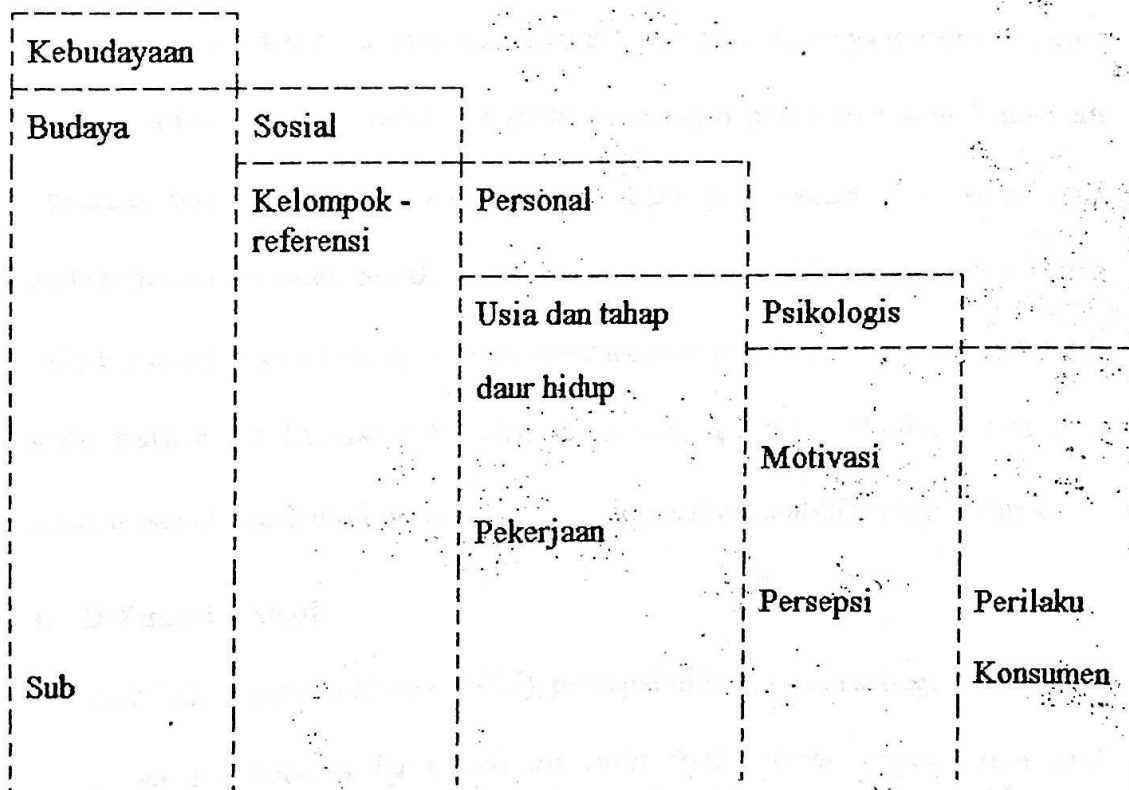 Kebudayaan
Budaya
Sosial
Kelompok -
referensi
Personal
Usia dan tahap
daur hidup
Psikologis
Motivasi
Pekerjaan
Persepsi
Perilaku
Konsumen
Sub